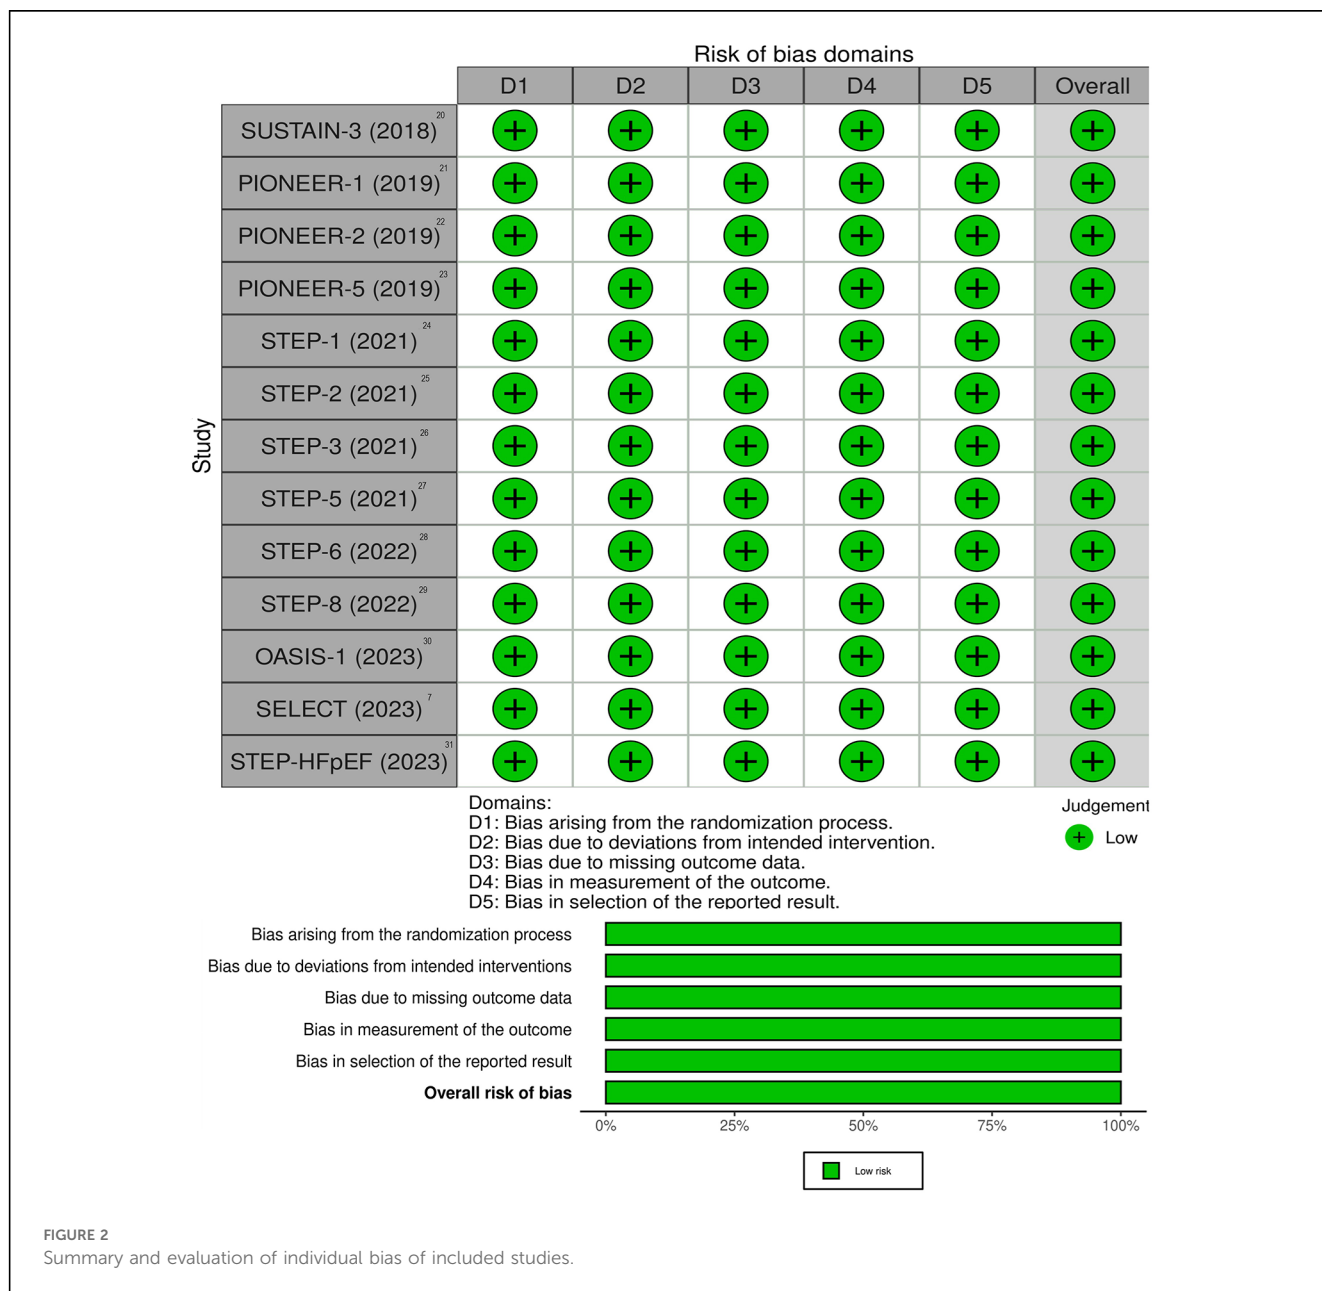 Risk of bias domains
D1 D2 D3 D4 D5 Overall
Study
SUSTAIN-3 (2018)20 + + + + + +
PIONEER-1 (2019)21 + + + + + +
PIONEER-2 (2019)22 + + + + + +
PIONEER-5 (2019)23 + + + + + +
STEP-1 (2021)24 + + + + + +
STEP-2 (2021)25 + + + + + +
STEP-3 (2021)26 + + + + + +
STEP-5 (2021)27 + + + + + +
STEP-6 (2022)28 + + + + + +
STEP-8 (2022)29 + + + + + +
OASIS-1 (2023)30 + + + + + +
SELECT (2023)7 + + + + + +
STEP-HFpEF (2023)31 + + + + + +
Domains:
D1: Bias arising from the randomization process.
D2: Bias due to deviations from intended intervention.
D3: Bias due to missing outcome data.
D4: Bias in measurement of the outcome.
D5: Bias in selection of the reported result.
Judgement
+ Low
Bias arising from the randomization process
Bias due to deviations from intended interventions
Bias due to missing outcome data
Bias in measurement of the outcome
Bias in selection of the reported result
Overall risk of bias
0% 25% 50% 75% 100%
Low risk
FIGURE 2
Summary and evaluation of individual bias of included studies.